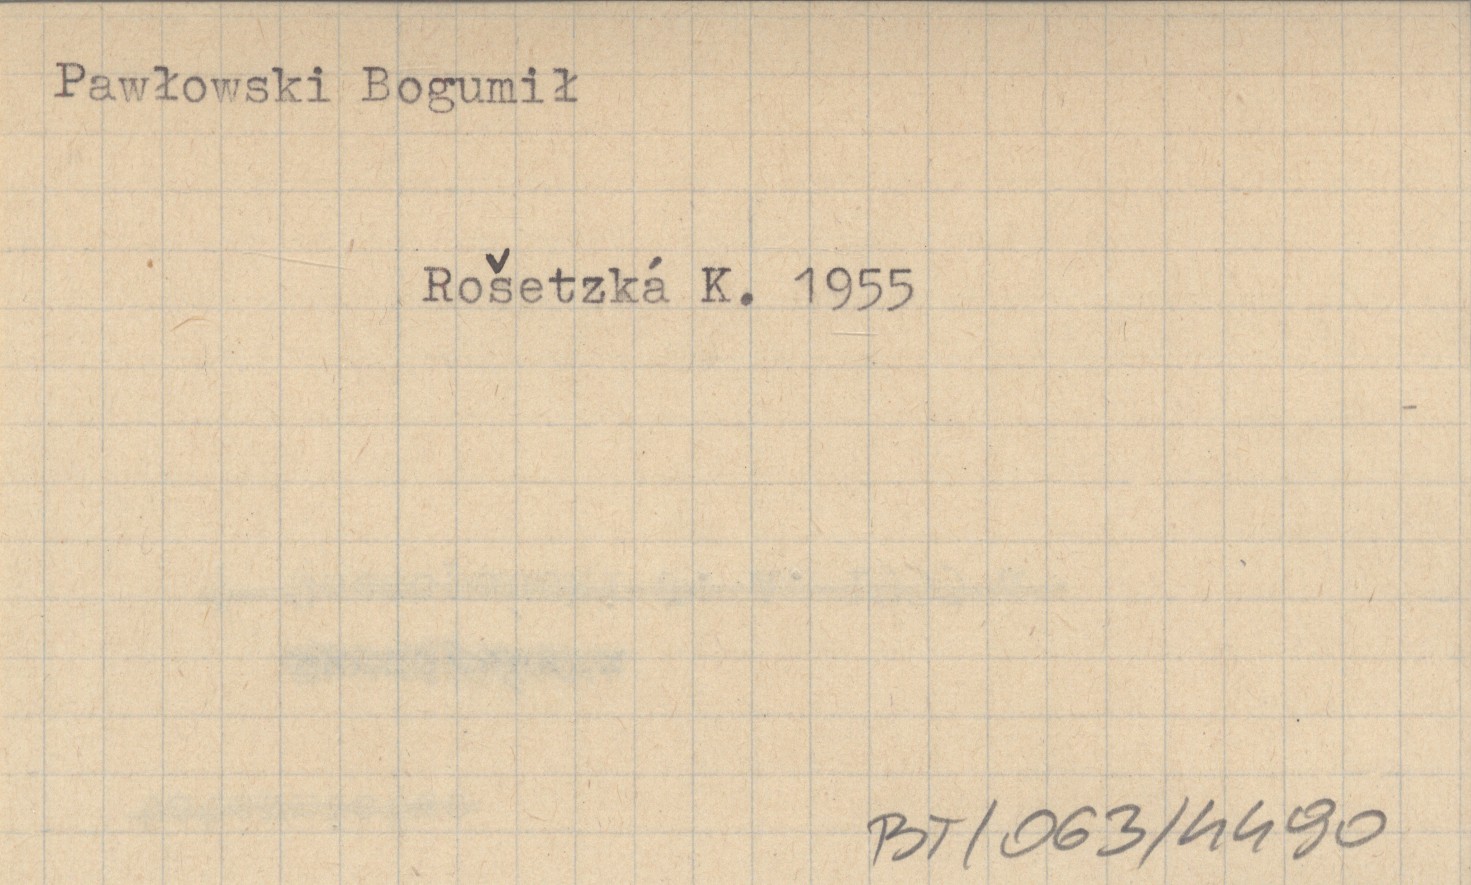 Pawłowski Bogumił
Rošetzká K. 1955
BT/063/4490